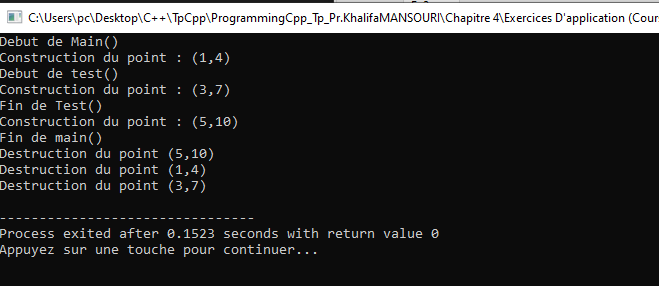 C:\Users\pc\Desktop\C++\TpCpp\ProgrammingCpp_Tp_Pr.KhalifaMANSOURI\Chapitre 4\Exercices D'application (Cour
Debut de Main()
Construction du point : (1,4)
Debut de test()
Construction du point : (3,7)
Fin de Test()
Construction du point : (5,10)
Fin de main()
Destruction du point (5,10)
Destruction du point (1,4)
Destruction du point (3,7)
--------------------------------
Process exited after 0.1523 seconds with return value 0
Appuyez sur une touche pour continuer...